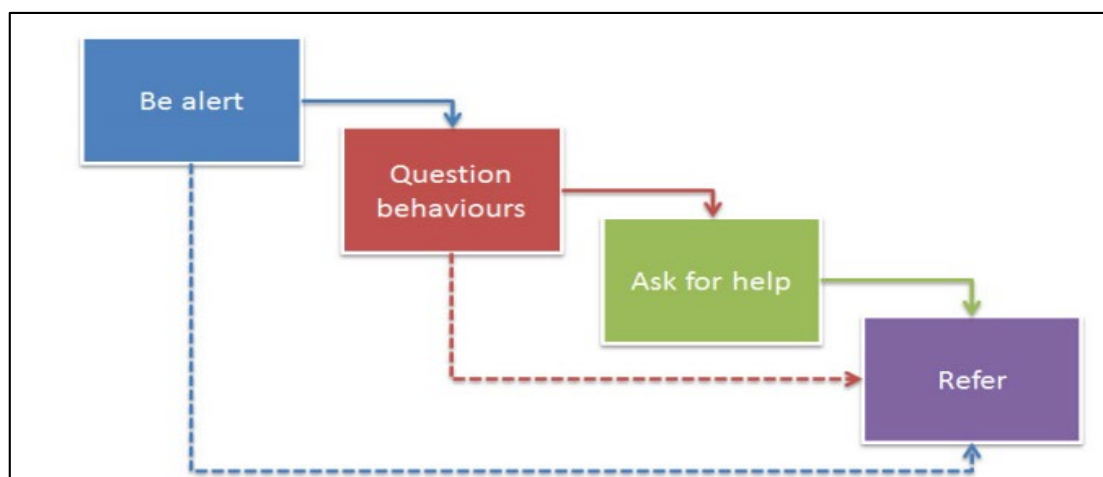 Be alert
Question
behaviours
Ask for help
Refer